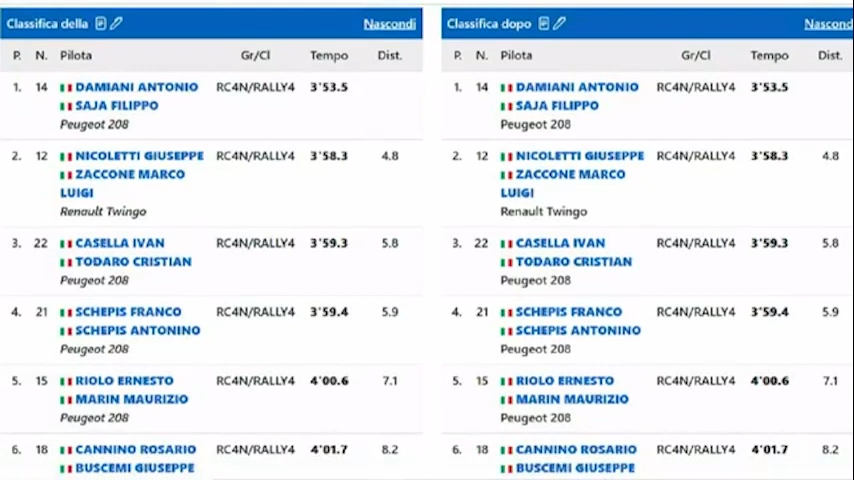 Classifica della Nascondi
P. N. Pilota Gr/Cl Tempo Dist.
1. 14 DAMIANI ANTONIO RC4N/RALLY4 3'53.5
SAJA FILIPPO
Peugeot 208
2. 12 NICOLETTI GIUSEPPE RC4N/RALLY4 3'58.3 4.8
ZACCONE MARCO
LUIGI
Renault Twingo
3. 22 CASELLA IVAN RC4N/RALLY4 3'59.3 5.8
TODARO CRISTIAN
Peugeot 208
4. 21 SCHEPIS FRANCO RC4N/RALLY4 3'59.4 5.9
SCHEPIS ANTONINO
Peugeot 208
5. 15 RIOLO ERNESTO RC4N/RALLY4 4'00.6 7.1
MARIN MAURIZIO
Peugeot 208
6. 18 CANNINO ROSARIO RC4N/RALLY4 4'01.7 8.2
BUSCEMI GIUSEPPE
Classifica dopo Nascond
P. N. Pilota Gr/Cl Tempo Dist.
1. 14 DAMIANI ANTONIO RC4N/RALLY4 3'53.5
SAJA FILIPPO
Peugeot 208
2. 12 NICOLETTI GIUSEPPE RC4N/RALLY4 3'58.3 4.8
ZACCONE MARCO
LUIGI
Renault Twingo
3. 22 CASELLA IVAN RC4N/RALLY4 3'59.3 5.8
TODARO CRISTIAN
Peugeot 208
4. 21 SCHEPIS FRANCO RC4N/RALLY4 3'59.4 5.9
SCHEPIS ANTONINO
Peugeot 208
5. 15 RIOLO ERNESTO RC4N/RALLY4 4'00.6 7.1
MARIN MAURIZIO
Peugeot 208
6. 18 CANNINO ROSARIO RC4N/RALLY4 4'01.7 8.2
BUSCEMI GIUSEPPE